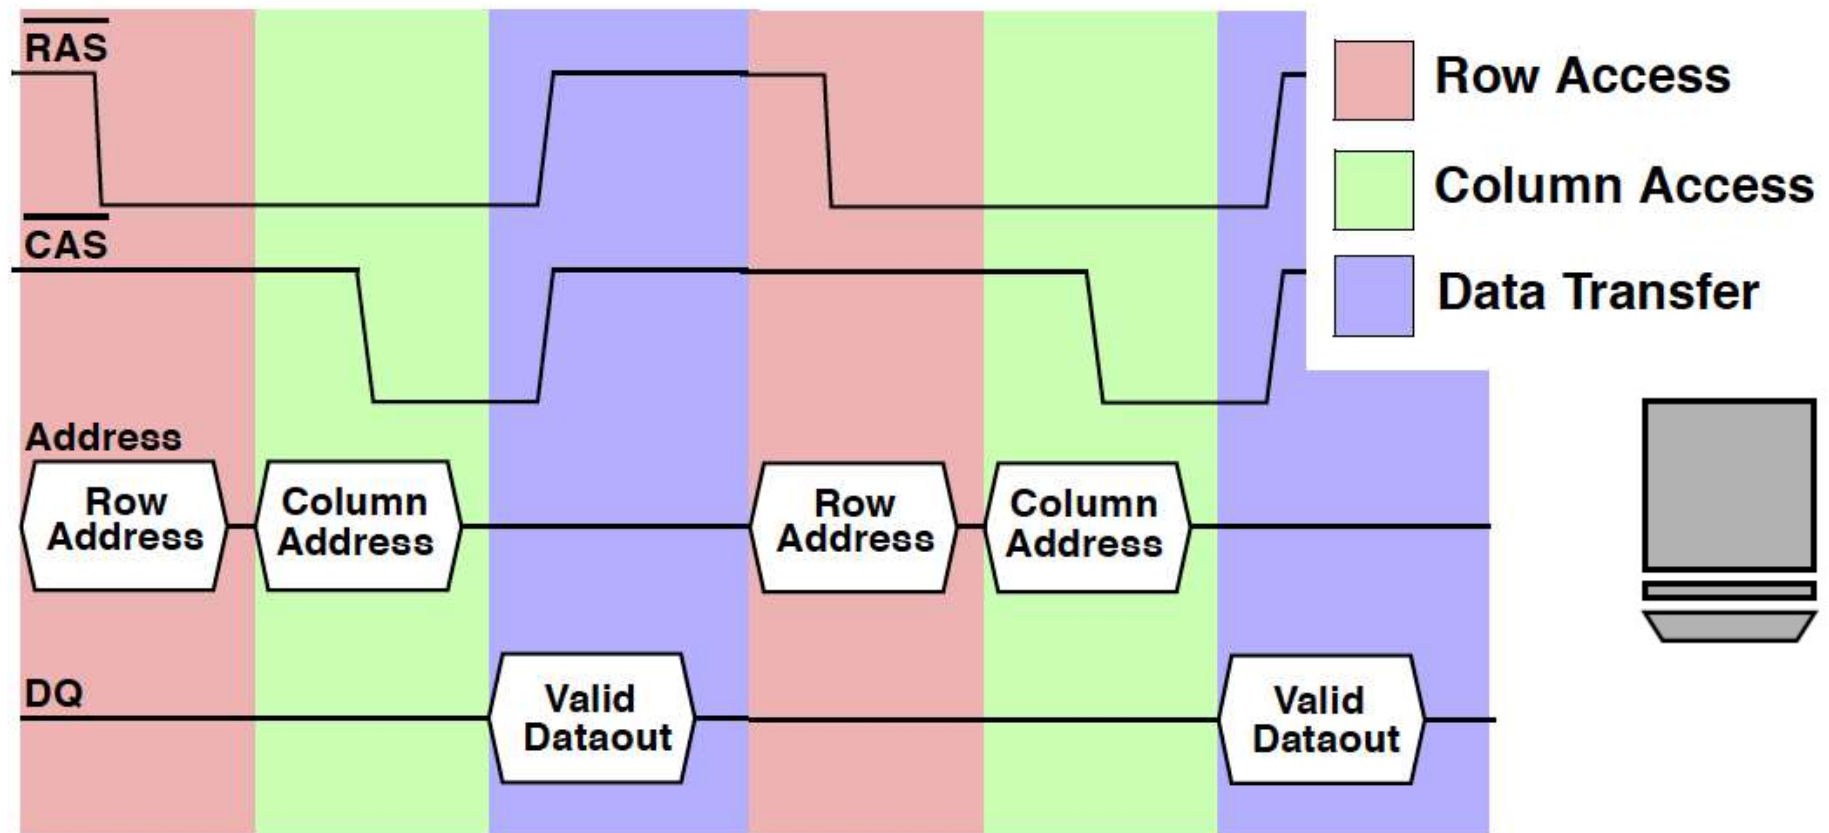 RAS
Row Access
Column Access
CAS
Data Transfer
Address
Row
Address
Column
Address
Row
Address
Column
Address
DQ
Valid
Dataout
Valid
Dataout